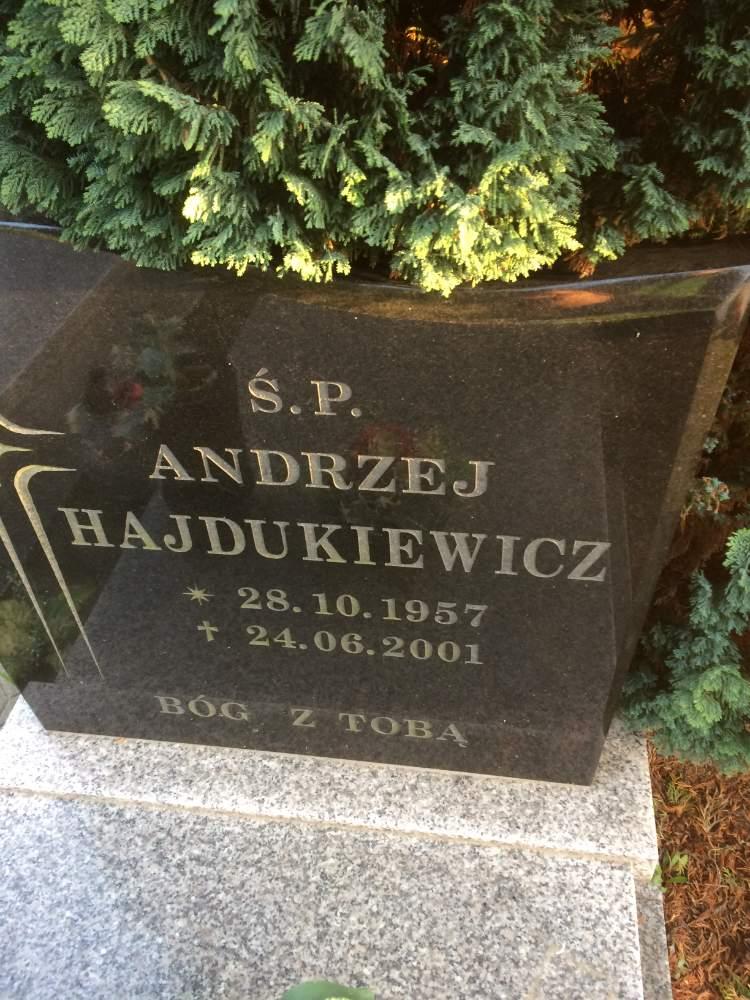 Ś.P.
ANDRZEJ
HAJDUKIEWICZ
* 28.10.1957
✝ 24.06.2001
BÓG Z TOBĄ